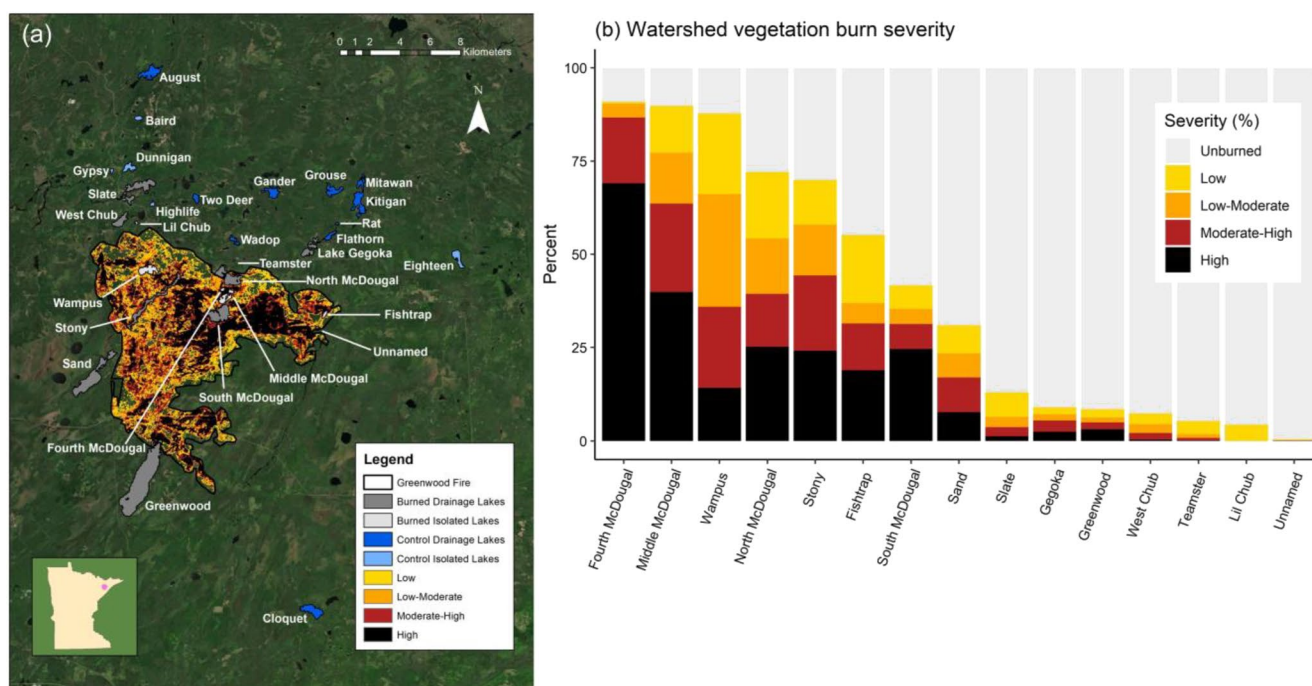 (a)
0 1 2 4 6 8
Kilometers
N
August
Baird
Dunnigan
Gypsy
Slate
West Chub
Highlife
Lil Chub
Two Deer
Gander
Grouse
Mitawan
Kitigan
Rat
Flathorn
Lake Gegoka
Wadop
Teamster
North McDougal
Eighteen
Wampus
Stony
Fishtrap
Unnamed
Sand
Middle McDougal
South McDougal
Fourth McDougal
Greenwood
Cloquet
Legend
Greenwood Fire
Burned Drainage Lakes
Burned Isolated Lakes
Control Drainage Lakes
Control Isolated Lakes
Low
Low-Moderate
Moderate-High
High
(b) Watershed vegetation burn severity
Percent
100
75
50
25
0
Severity (%)
Unburned
Low
Low-Moderate
Moderate-High
High
Fourth McDougal
Middle McDougal
Wampus
North McDougal
Stony
Fishtrap
South McDougal
Sand
Slate
Gegoka
Greenwood
West Chub
Teamster
Lil Chub
Unnamed